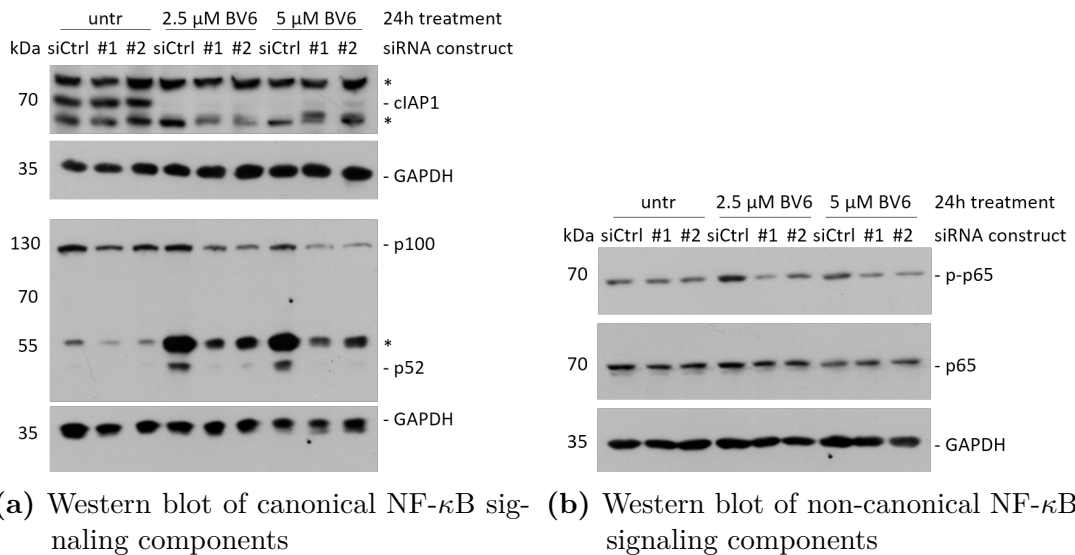 untr 2.5 µM BV6 5 µM BV6 24h treatment
kDa siCtrl #1 #2 siCtrl #1 #2 siCtrl #1 #2 siRNA construct
*
70 - cIAP1
*
35 - GAPDH
130 - p100
70
55 *
- p52
- GAPDH
35
(a) Western blot of canonical NF-κB sig-
naling components
untr 2.5 µM BV6 5 µM BV6 24h treatment
kDa siCtrl #1 #2 siCtrl #1 #2 siCtrl #1 #2 siRNA construct
70 - p-p65
70 - p65
35 - GAPDH
(b) Western blot of non-canonical NF-κB
signaling components